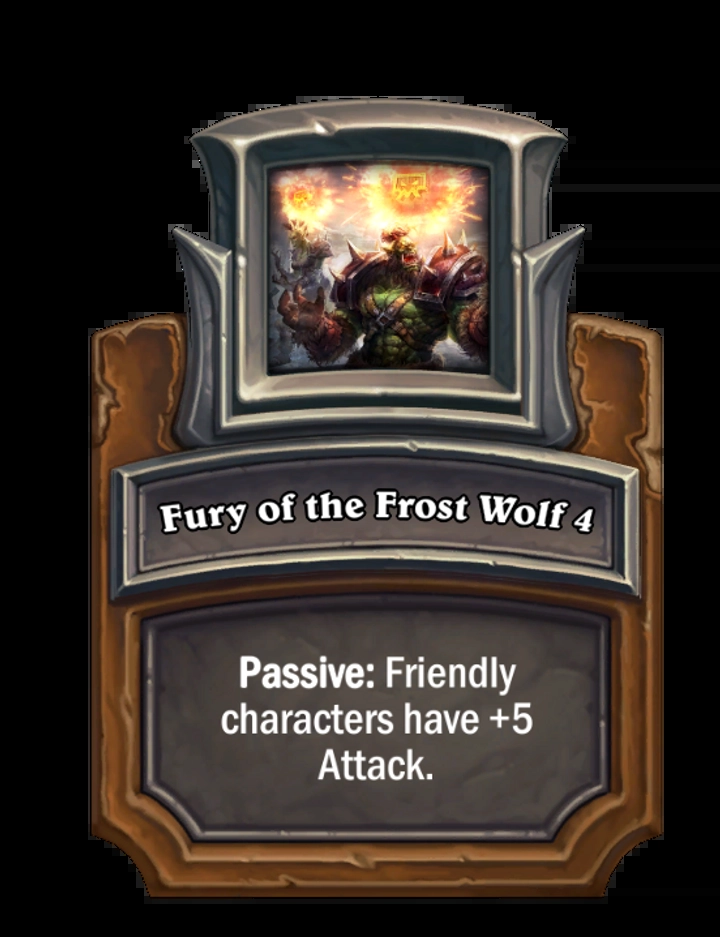 Fury of the Frost Wolf 4
Passive: Friendly
characters have +5
Attack.